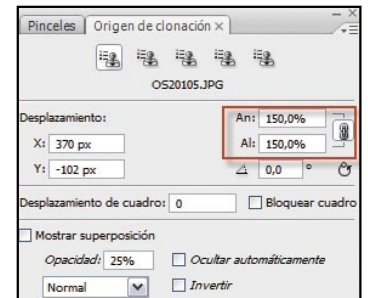 Pinceles Origen de clonación ×
OS20105.JPG
Desplazamiento: An: 150,0%
X: 370 px Al: 150,0%
Y: -102 px 0,0 °
Desplazamiento de cuadro: 0 Bloquear cuadro
Mostrar superposición
Opacidad: 25% Ocultar automáticamente
Normal Invertir